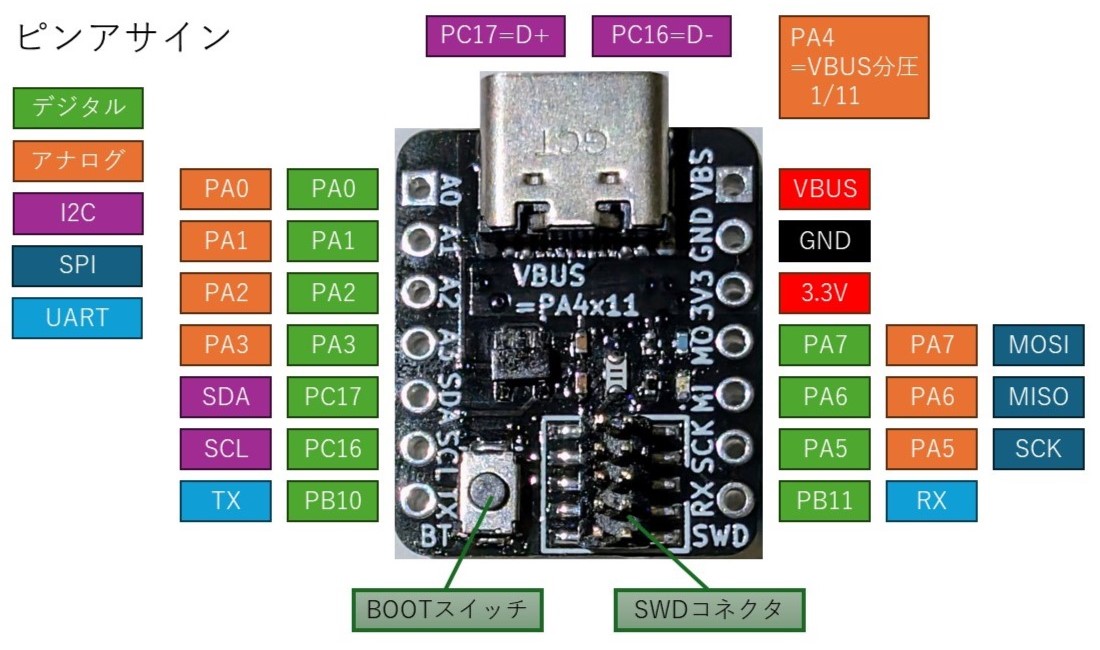 ピンアサイン
PC17=D+
PC16=D-
PA4
=VBUS分圧
1/11
デジタル
アナログ
I2C
SPI
UART
PA0 PA0
PA1 PA1
PA2 PA2
PA3 PA3
SDA PC17
SCL PC16
TX PB10
GCT
A0
A1
A2
A3
SDA
SCL
TX
BT
VBUS
=PA4x11
VBS
GND
3V3
MO
MI
SCK
RX
SWD
VBUS
GND
3.3V
PA7 PA7 MOSI
PA6 PA6 MISO
PA5 PA5 SCK
PB11 RX
BOOTスイッチ
SWDコネクタ